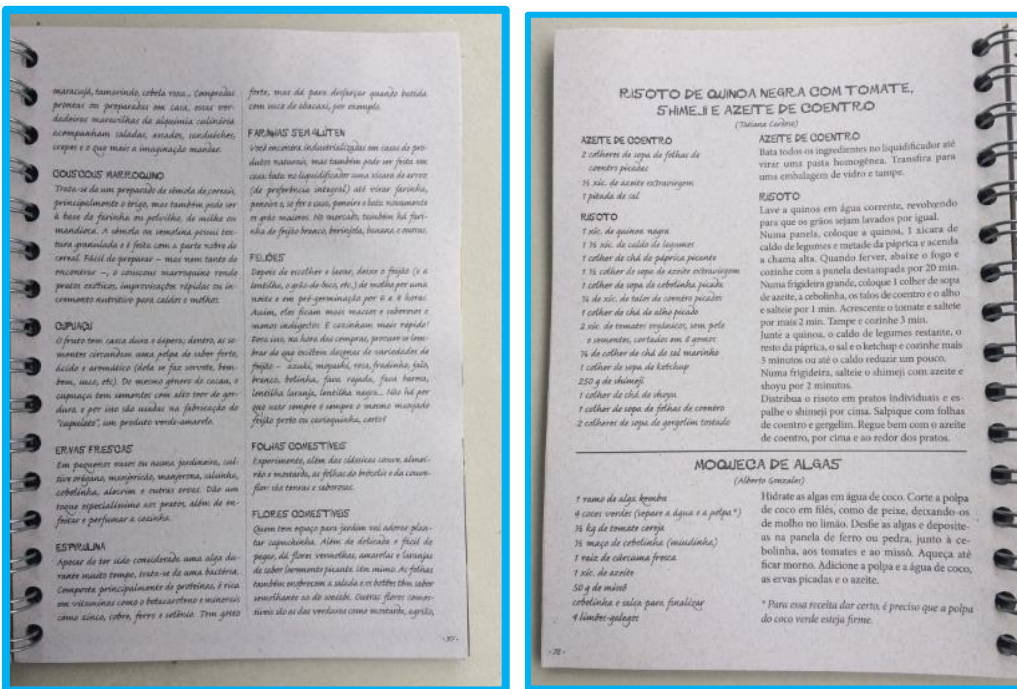 maracujá, tamarindo, cebola roxa... Compradas
prontas ou preparadas em casa, essas ver-
dadeiras maravilhas da alquimia culinária
acompanham saladas, assados, sanduíches,
crepes e o que mais a imaginação mandar.
COUSCOUS MARROQUINO
Trata-se de um preparado de sêmola de cereais,
principalmente o trigo, mas também pode ser
à base de farinha ou polvilho, de milho ou
mandioca. A sêmola ou semolina possui tex-
tura granulada e é feita com a parte nobre do
cereal. Fácil de preparar – mas nem tanto de
encontrar –, o couscous marroquino rende
pratos exóticos, improvisações rápidas ou in-
cremento nutritivo para caldos e molhos.
CUPUAÇU
O fruto tem casca dura e áspera; dentro, as se-
mentes circundam uma polpa de sabor forte,
ácido e aromático (dela se faz sorvete, bom-
bom, suco, etc). Do mesmo gênero do cacau, o
cupuaçu tem sementes com alto teor de gor-
dura e por isso são usadas na fabricação do
"cupulate", um produto verde-amarelo.
ERVAS FRESCAS
Em pequenos vasos ou numa jardineira, cul-
tive orégano, manjericão, manjerona, salsinha,
cebolinha, alecrim e outras ervas. Dão um
toque especialíssimo aos pratos, além de en-
feitar e perfumar a cozinha.
ESPIRULINA
Apesar de ter sido considerada uma alga du-
rante muito tempo, trata-se de uma bactéria.
Composta principalmente de proteínas, é rica
em vitaminas como o betacaroteno e minerais
como zinco, cobre, ferro e selênio. Tem gosto
forte, mas dá para disfarçar quando batida
com suco de abacaxi, por exemplo.
FARINHAS SEM GLÚTEN
Você encontra industrializadas em casas de pro-
dutos naturais, mas também pode ser feita em
casa: bata no liquidificador uma xícara de arroz
(de preferência integral) até virar farinha,
peneire e, se for o caso, peneire e bata novamente
os grãos maiores. No mercado, também há fari-
nha de feijão branco, berinjela, banana e outras.
FEIJÕES
Depois de escolher e lavar, deixe o feijão (e a
lentilha, o grão-de-bico, etc.) de molho por uma
noite e em pré-germinação por 6 a 8 horas.
Assim, eles ficam mais macios e saborosos e
menos indigestos. E cozinham mais rápido!
Fora isso, na hora das compras, procure se lem-
brar de que existem dezenas de variedades de
feijão – azuki, moyashi, rosa, fradinho, jalo,
branco, bolinha, fava rajada, fava borma,
lentilha laranja, lentilha negra... Não há por
que usar sempre e sempre o mesmo manjado
feijão preto ou carioquinha, certo?
FOLHAS COMESTÍVEIS
Experimente, além das clássicas couve, almei-
rão e mostarda, as folhas do brócolis e da couve-
flor: são tenras e saborosas.
FLORES COMESTÍVEIS
Quem tem espaço para jardim vai adorar plan-
tar capuchinha. Além de delicada e fácil de
pegar, dá flores vermelhas, amarelas e laranjas
de sabor levemente picante. Um mimo. As folhas
também enobrecem a salada e os botões têm sabor
semelhante ao do wasabi. Outras flores comes-
tíveis são as das verduras como mostarda, agrião,
RISOTO DE QUINOA NEGRA COM TOMATE,
SHIMEJI E AZEITE DE COENTRO
(Tatiana Cardoso)
AZEITE DE COENTRO
2 colheres de sopa de folhas de
coentro picadas
½ xíc. de azeite extravirgem
1 pitada de sal
RISOTO
1 xíc. de quinoa negra
1 ½ xíc. de caldo de legumes
1 colher de chá de páprica picante
1 ½ colher de sopa de azeite extravirgem
1 colher de sopa de cebolinha picada
¼ de xíc. de talos de coentro picados
1 colher de chá de alho picado
2 xíc. de tomates orgânicos, sem pele
e sementes, cortados em 8 gomos
¼ de colher de chá de sal marinho
1 colher de sopa de ketchup
250 g de shimeji
1 colher de chá de shoyu
1 colher de sopa de folhas de coentro
2 colheres de sopa de gergelim tostado
AZEITE DE COENTRO
Bata todos os ingredientes no liquidificador até
virar uma pasta homogênea. Transfira para
uma embalagem de vidro e tampe.
RISOTO
Lave a quinoa em água corrente, revolvendo
para que os grãos sejam lavados por igual.
Numa panela, coloque a quinoa, 1 xícara de
caldo de legumes e metade da páprica e acenda
a chama alta. Quando ferver, abaixe o fogo e
cozinhe com a panela destampada por 20 min.
Numa frigideira grande, coloque 1 colher de sopa
de azeite, a cebolinha, os talos de coentro e o alho
e salteie por 1 min. Acrescente o tomate e salteie
por mais 2 min. Tampe e cozinhe 3 min.
Junte a quinoa, o caldo de legumes restante, o
resto da páprica, o sal e o ketchup e cozinhe mais
3 minutos ou até o caldo reduzir um pouco.
Numa frigideira, salteie o shimeji com azeite e
shoyu por 2 minutos.
Distribua o risoto em pratos individuais e es-
palhe o shimeji por cima. Salpique com folhas
de coentro e gergelim. Regue bem com o azeite
de coentro, por cima e ao redor dos pratos.
MOQUECA DE ALGAS
(Alberto Gonzalez)
1 ramo de alga kombu
4 cocos verdes (separe a água e a polpa*)
½ kg de tomate cereja
½ maço de cebolinha (miudinha)
1 raiz de cúrcuma fresca
1 xíc. de azeite
50 g de missô
cebolinha e salsa para finalizar
4 limões-galegos
Hidrate as algas em água de coco. Corte a polpa
de coco em filés, como de peixe, deixando-os
de molho no limão. Desfie as algas e deposite-
as na panela de ferro ou pedra, junto à ce-
bolinha, aos tomates e ao missô. Aqueça até
ficar morno. Adicione a polpa e a água de coco,
as ervas picadas e o azeite.
* Para essa receita dar certo, é preciso que a polpa
do coco verde esteja firme.
-78-